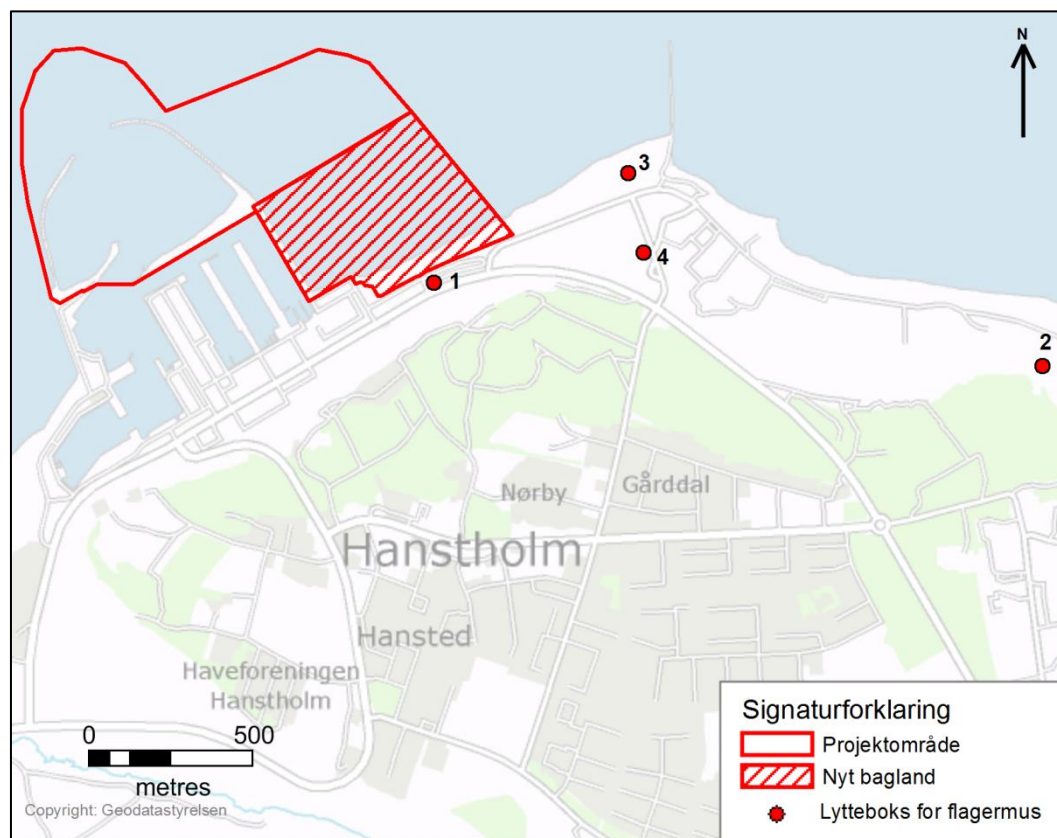 N
3
4
1
2
Nørby
Gårddal
Hanstholm
Hansted
Haveforeningen
Hanstholm
0 500
metres
Copyright: Geodatastyrelsen
Signaturforklaring
Projektområde
Nyt bagland
Lytteboks for flagermus